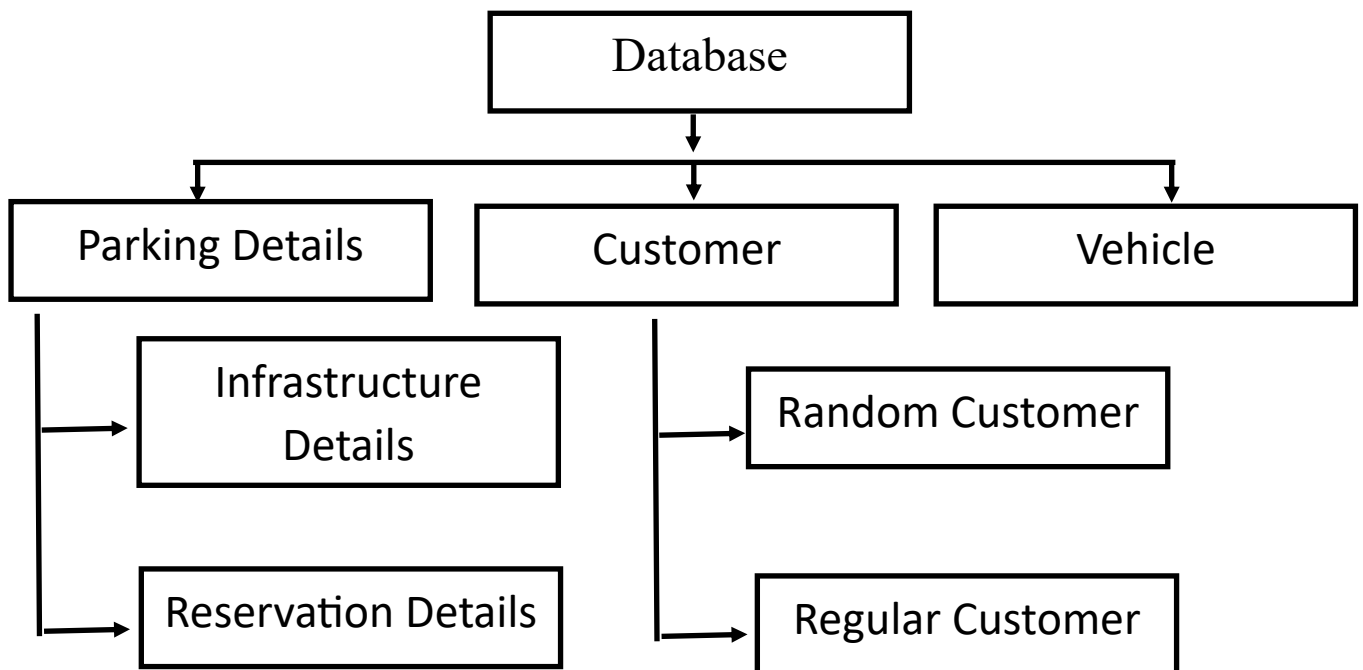 Database
Parking Details
Customer
Vehicle
Infrastructure
Details
Random Customer
Reservation Details
Regular Customer